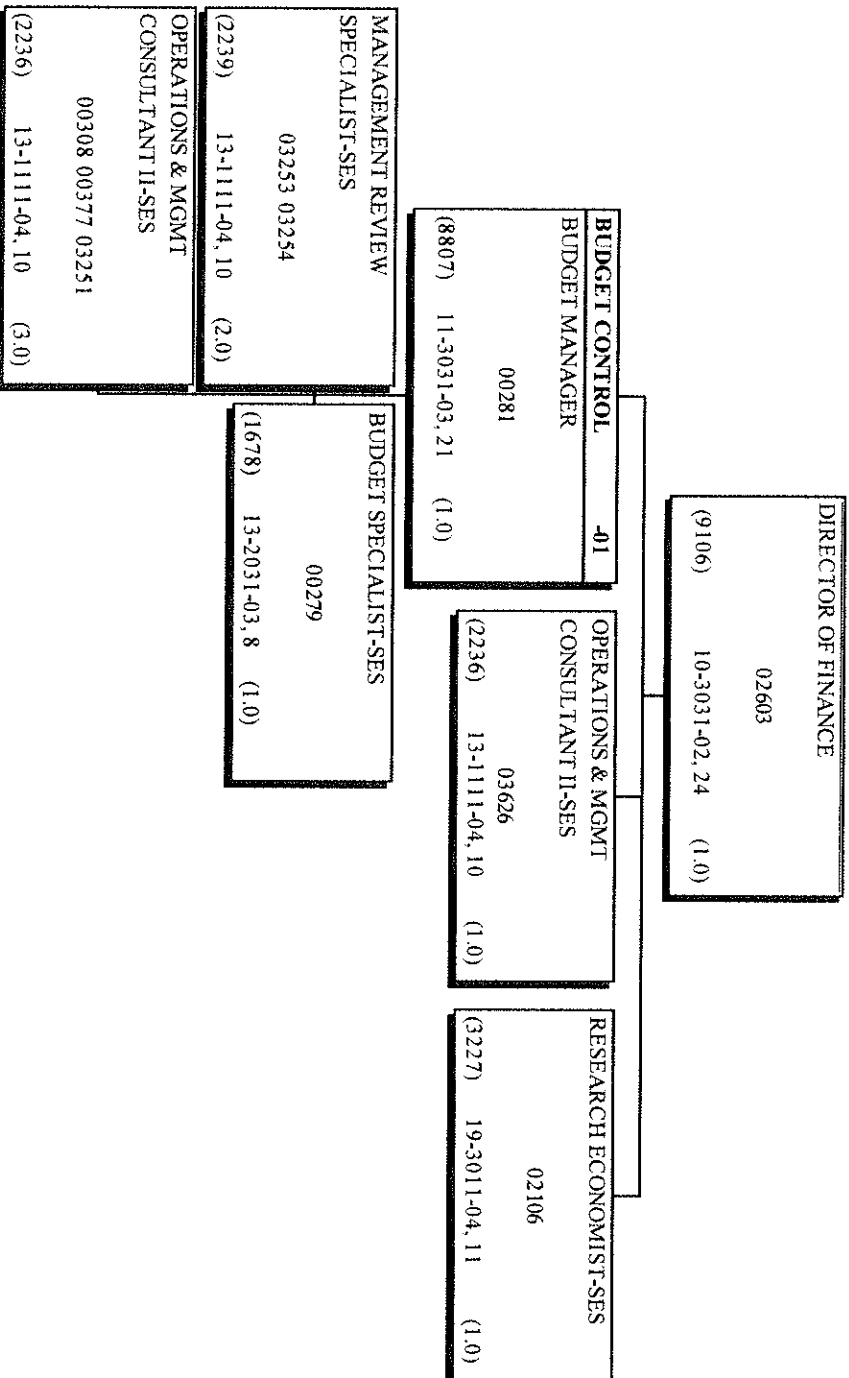 DIRECTOR OF FINANCE
02603
(9106) 10-3031-02, 24 (1.0)
BUDGET CONTROL -01
BUDGET MANAGER
00281
(8807) 11-3031-03, 21 (1.0)
OPERATIONS & MGMT
CONSULTANT II-SES
03626
(2236) 13-1111-04, 10 (1.0)
RESEARCH ECONOMIST-SES
02106
(3227) 19-3011-04, 11 (1.0)
MANAGEMENT REVIEW
SPECIALIST-SES
03253 03254
(2239) 13-1111-04, 10 (2.0)
BUDGET SPECIALIST-SES
00279
(1678) 13-2031-03, 8 (1.0)
OPERATIONS & MGMT
CONSULTANT II-SES
00308 00377 03251
(2236) 13-1111-04, 10 (3.0)